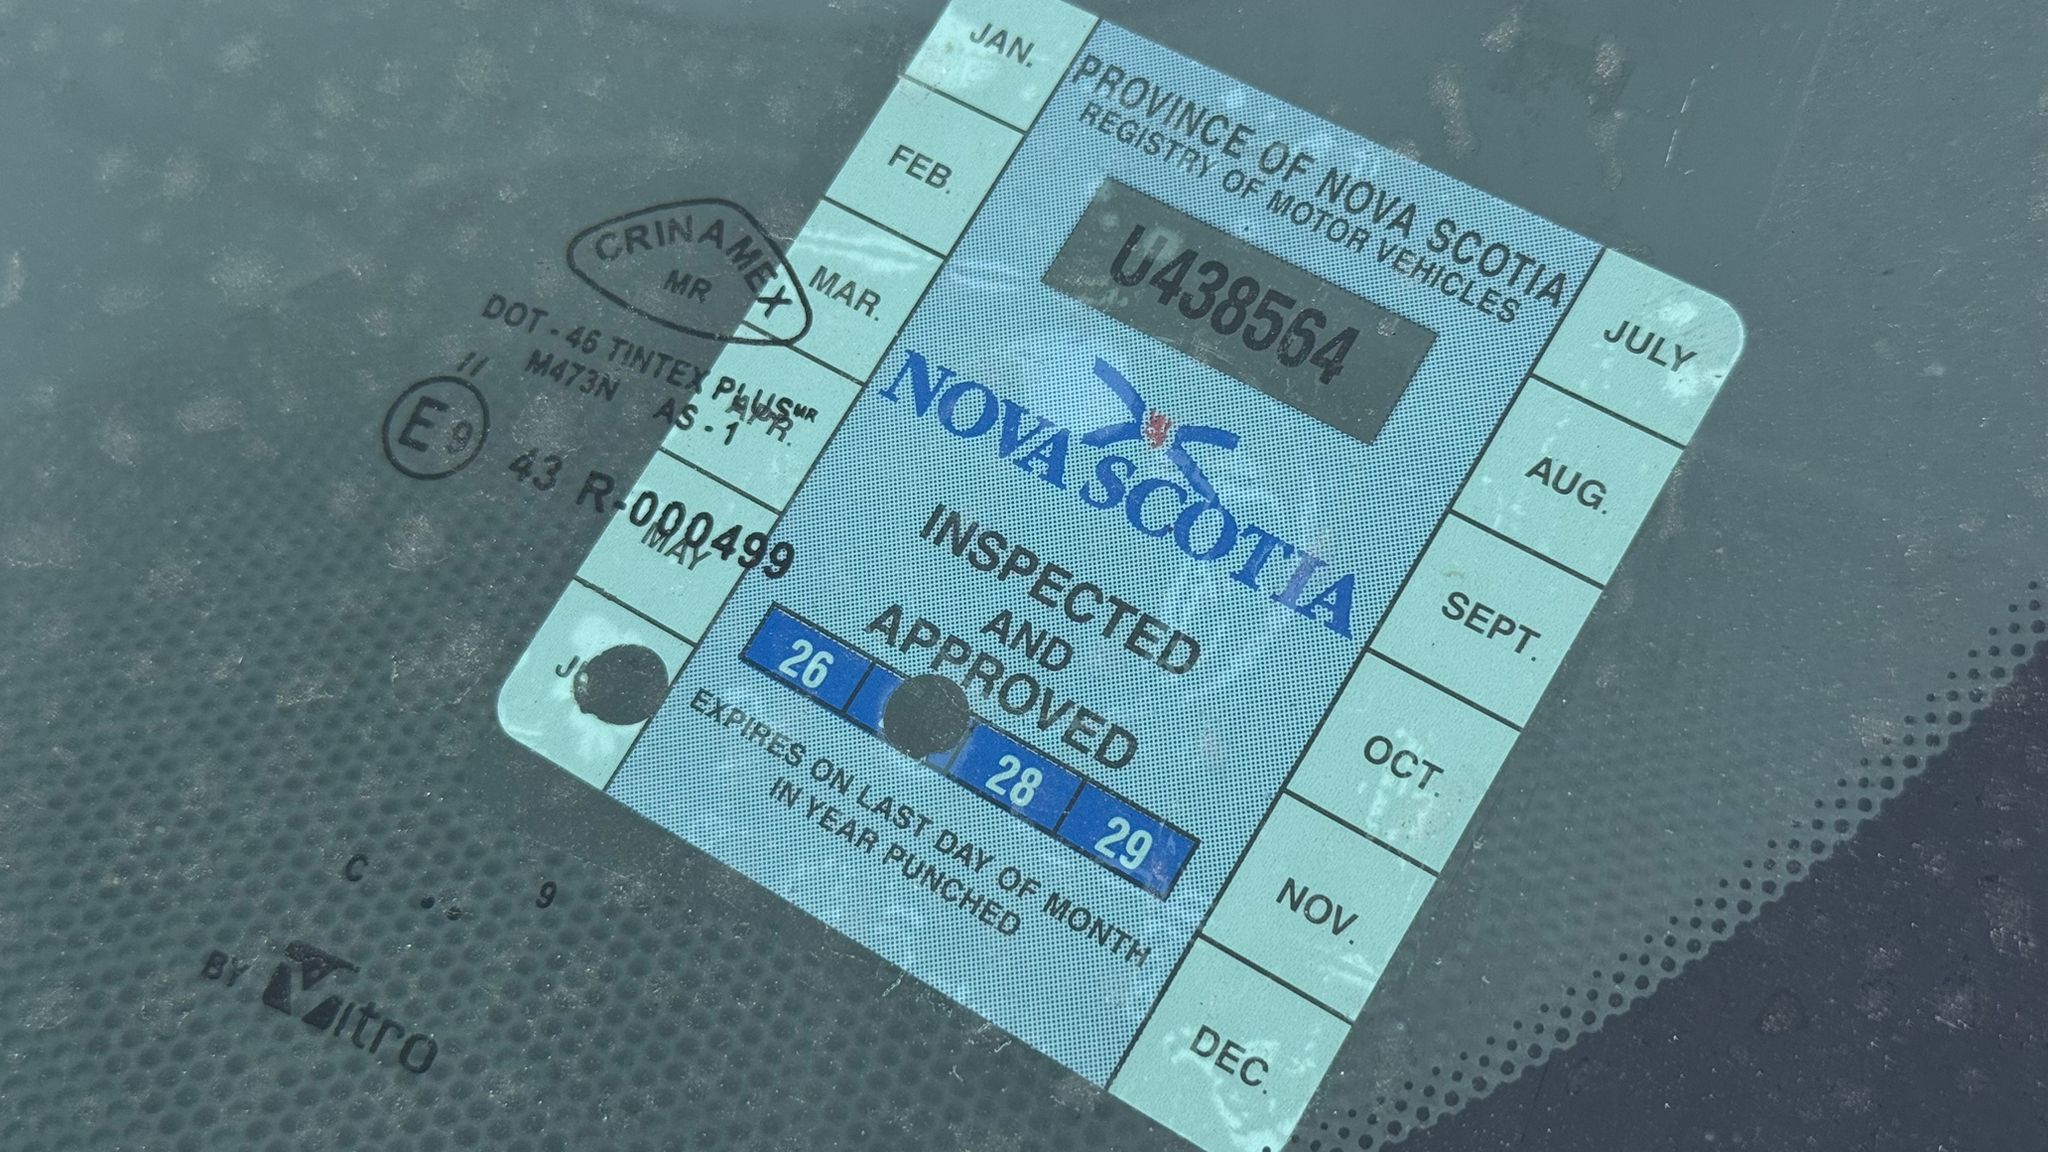 JAN.
FEB.
MAR.
APR.
MAY
PROVINCE OF NOVA SCOTIA
REGISTRY OF MOTOR VEHICLES
U438564
NOVA SCOTIA
INSPECTED
AND
APPROVED
26 28 29
EXPIRES ON LAST DAY OF MONTH
IN YEAR PUNCHED
JULY
AUG.
SEPT.
OCT.
NOV.
DEC.
CRINAMEX
MR
DOT - 46 TINTEX PLUS MR
// M473N AS - 1
E9 43 R-000499
C .. 9
BY Vitro